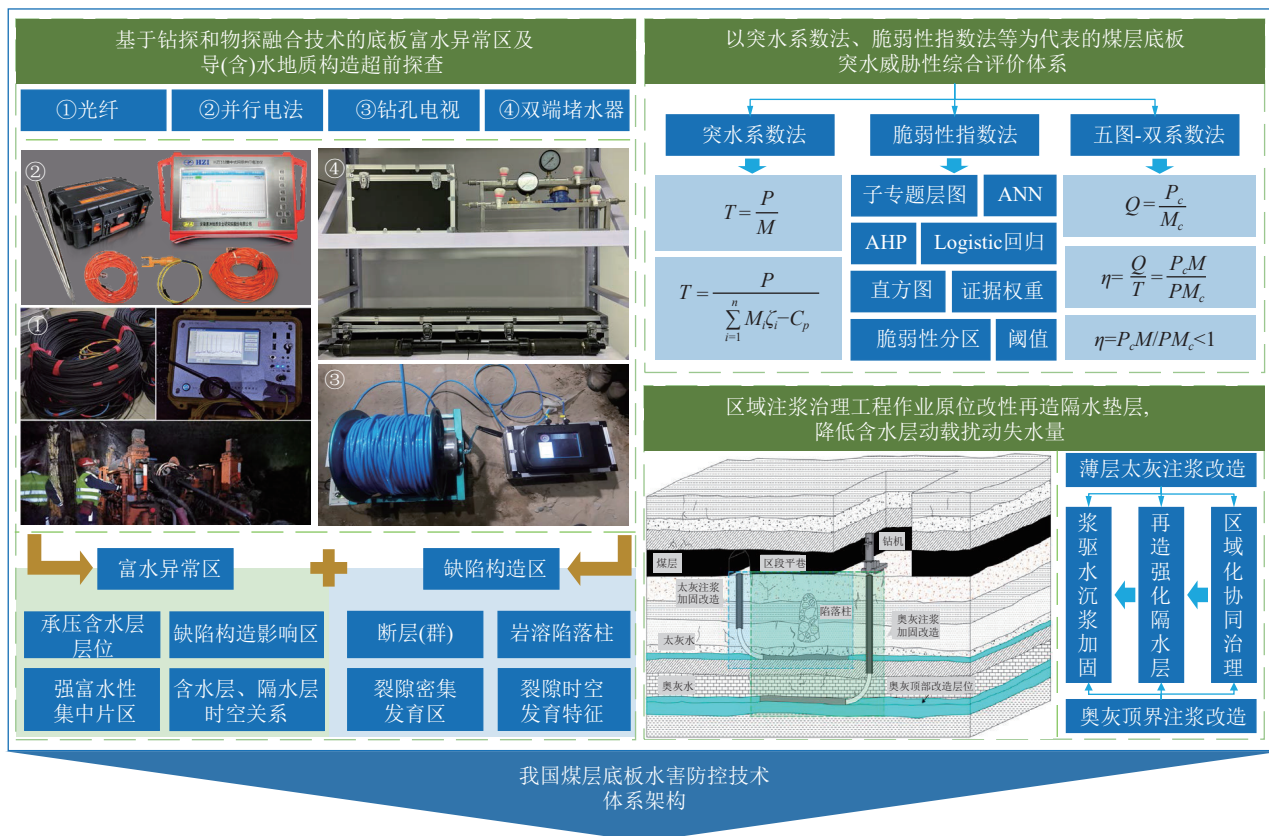 基于钻探和物探融合技术的底板富水异常区及
导(含)水地质构造超前探查
①光纤
②并行电法
③钻孔电视
④双端堵水器
②
④
①
③
富水异常区
缺陷构造区
承压含水层
层位
缺陷构造影响区
断层(群)
岩溶陷落柱
强富水性
集中片区
含水层、隔水层
时空关系
裂隙密集
发育区
裂隙时空
发育特征
以突水系数法、脆弱性指数法等为代表的煤层底板
突水威胁性综合评价体系
突水系数法
脆弱性指数法
五图-双系数法
T=P/M
T=P/(∑_{i=1}^{n} M_iζ_i−C_p)
子专题层图
ANN
AHP
Logistic回归
直方图
证据权重
脆弱性分区
阈值
Q=P_c/M_c
η=Q/T=P_cM/PM_c
η=P_cM/PM_c<1
区域注浆治理工程作业原位改性再造隔水垫层,
降低含水层动载扰动失水量
钻机
煤层
区段平巷
太灰注浆
加固改造
陷落柱
奥灰注浆
加固改造
太灰水
奥灰水
奥灰顶部改造层位
薄层太灰注浆改造
浆驱水沉浆加固
再造强化隔水层
区域化协同治理
奥灰顶界注浆改造
我国煤层底板水害防控技术
体系架构